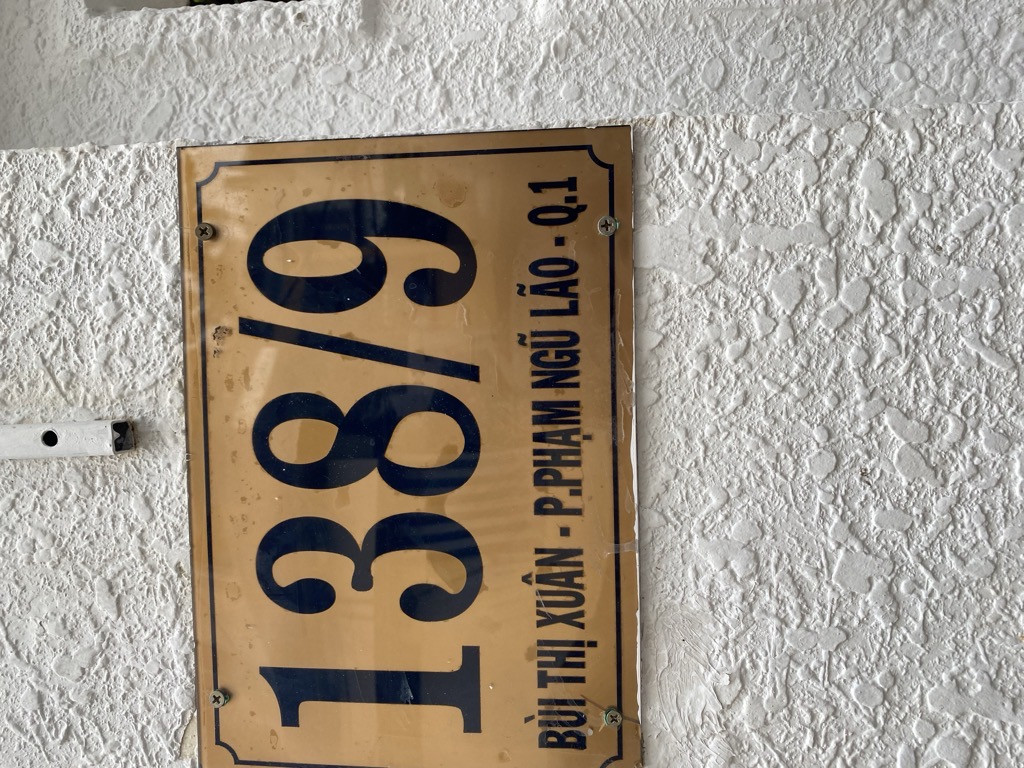 138/9
BÙI THỊ XUÂN - P.PHẠM NGŨ LÃO - Q.1